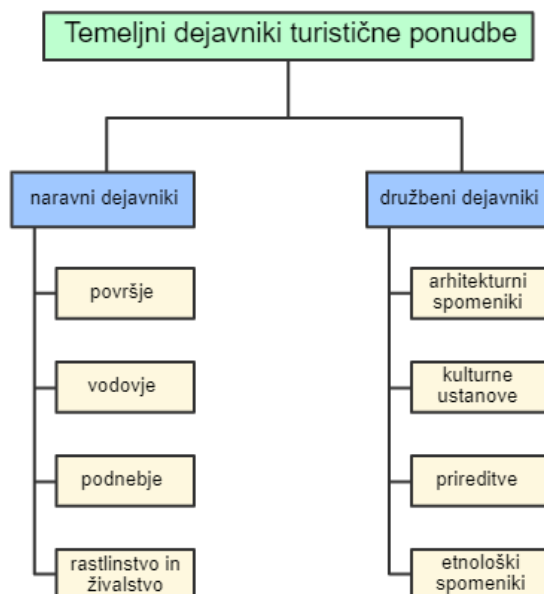 Temeljni dejavniki turistične ponudbe
naravni dejavniki
površje
vodovje
podnebje
rastlinstvo in
živalstvo
družbeni dejavniki
arhitekturni
spomeniki
kulturne
ustanove
prireditve
etnološki
spomeniki